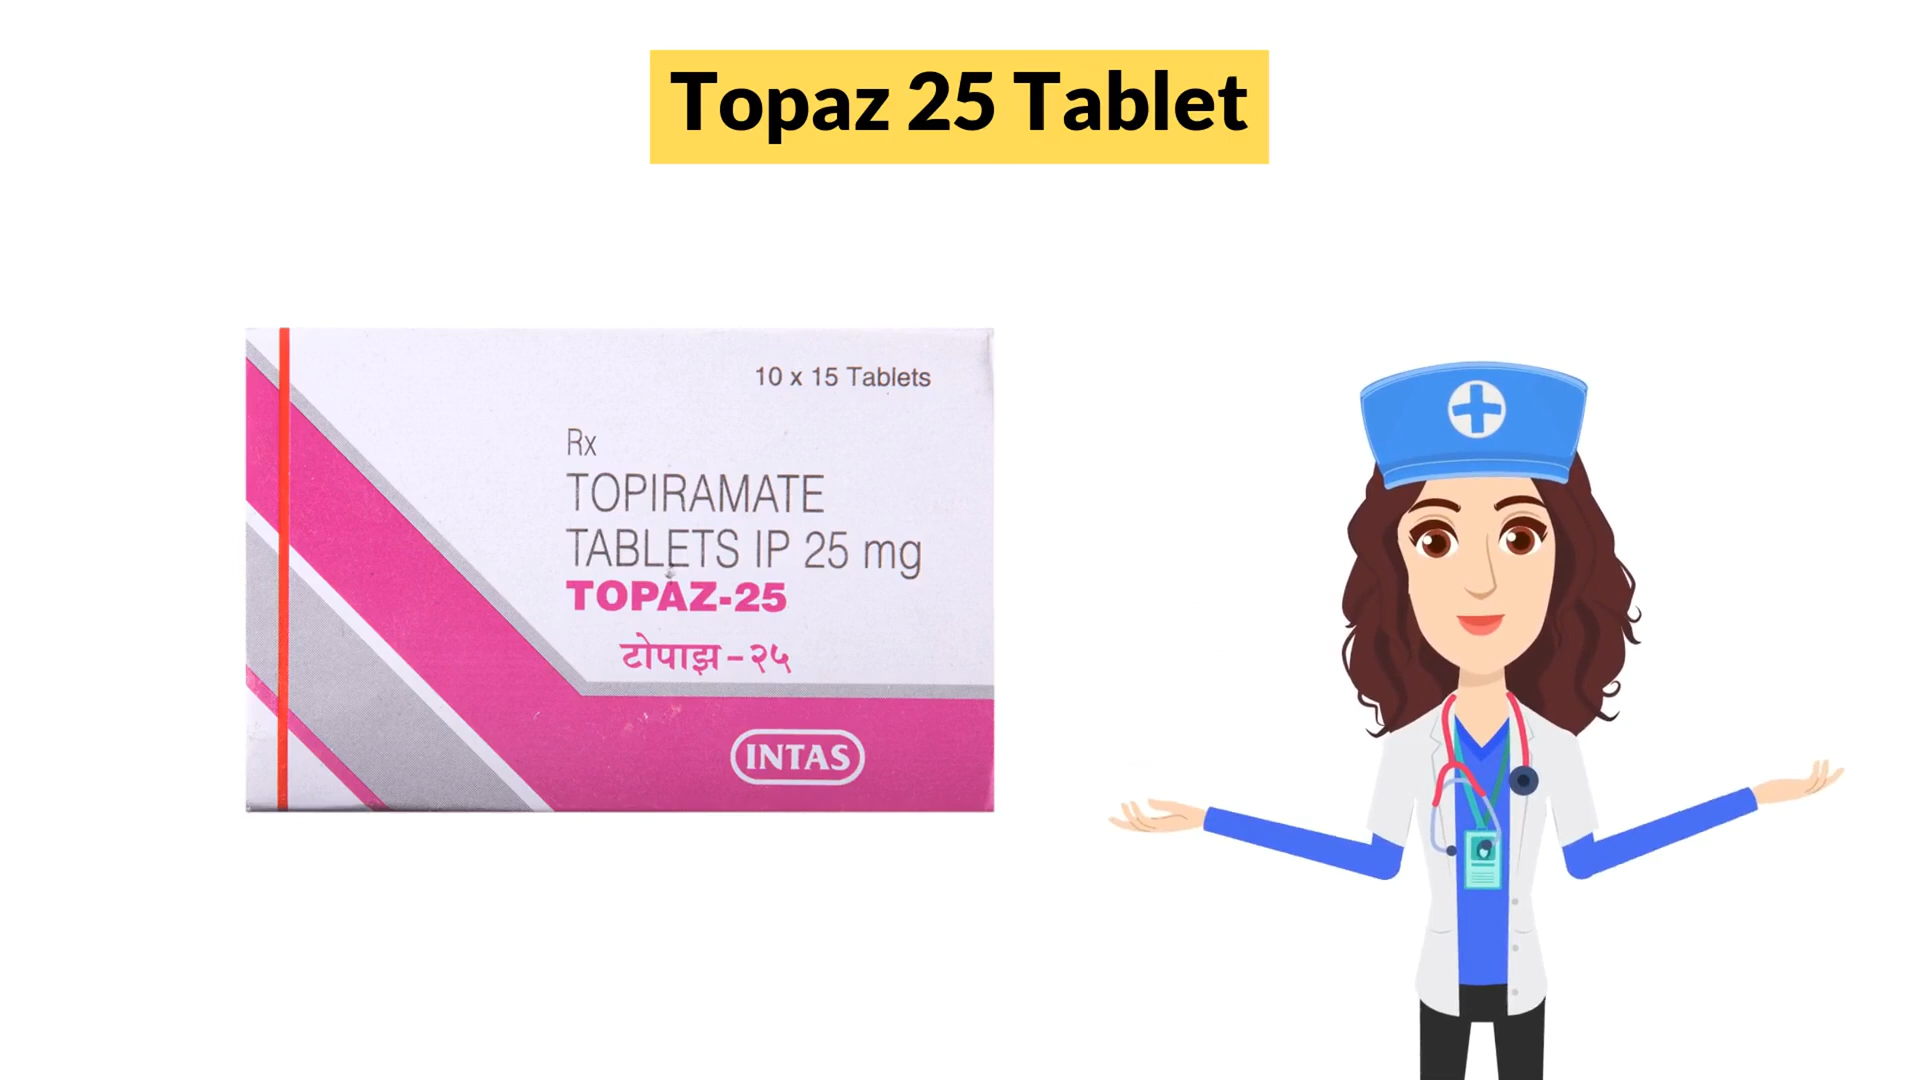 Topaz 25 Tablet
10 x 15 Tablets
Rx
TOPIRAMATE
TABLETS IP 25 mg
TOPAZ-25
टोपाझ - २५
INTAS